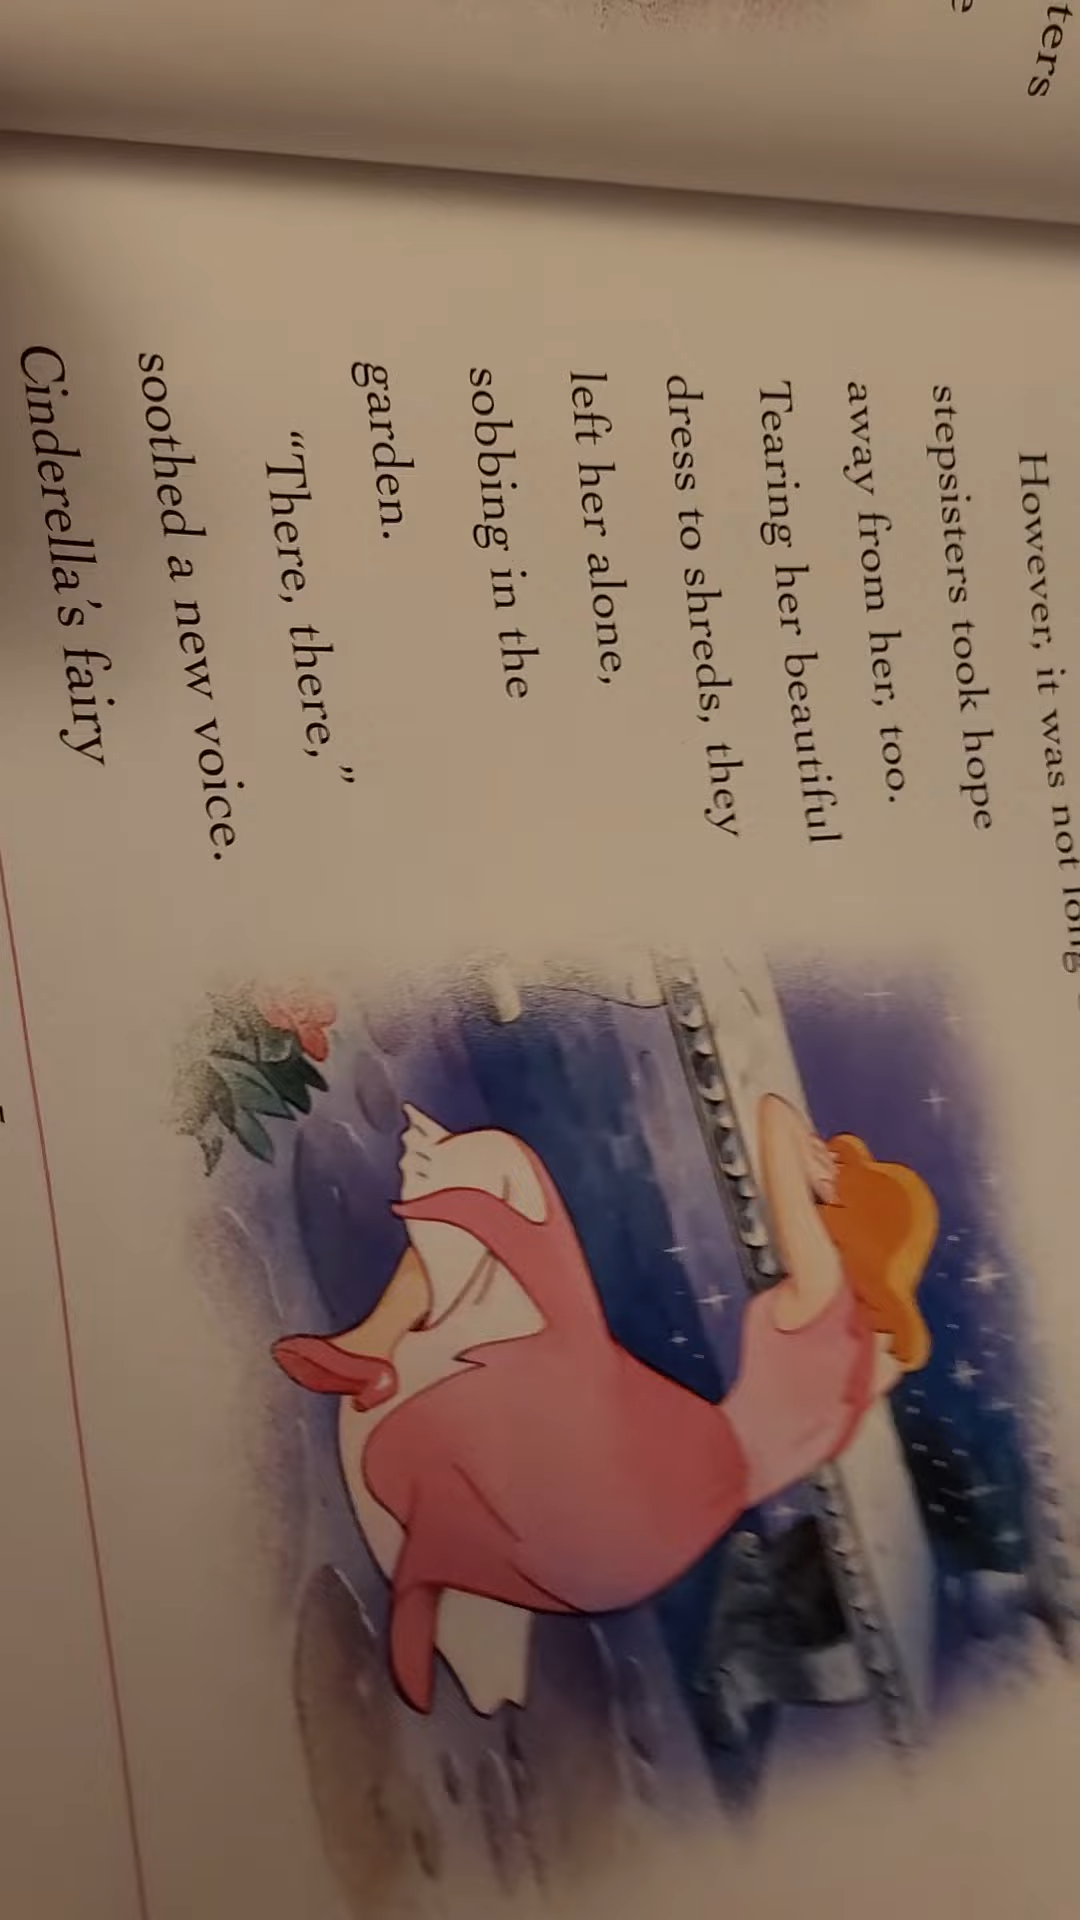 ters
However, it was not long
stepsisters took hope
away from her, too.
Tearing her beautiful
dress to shreds, they
left her alone,
sobbing in the
garden.
“There, there,”
soothed a new voice.
Cinderella’s fairy